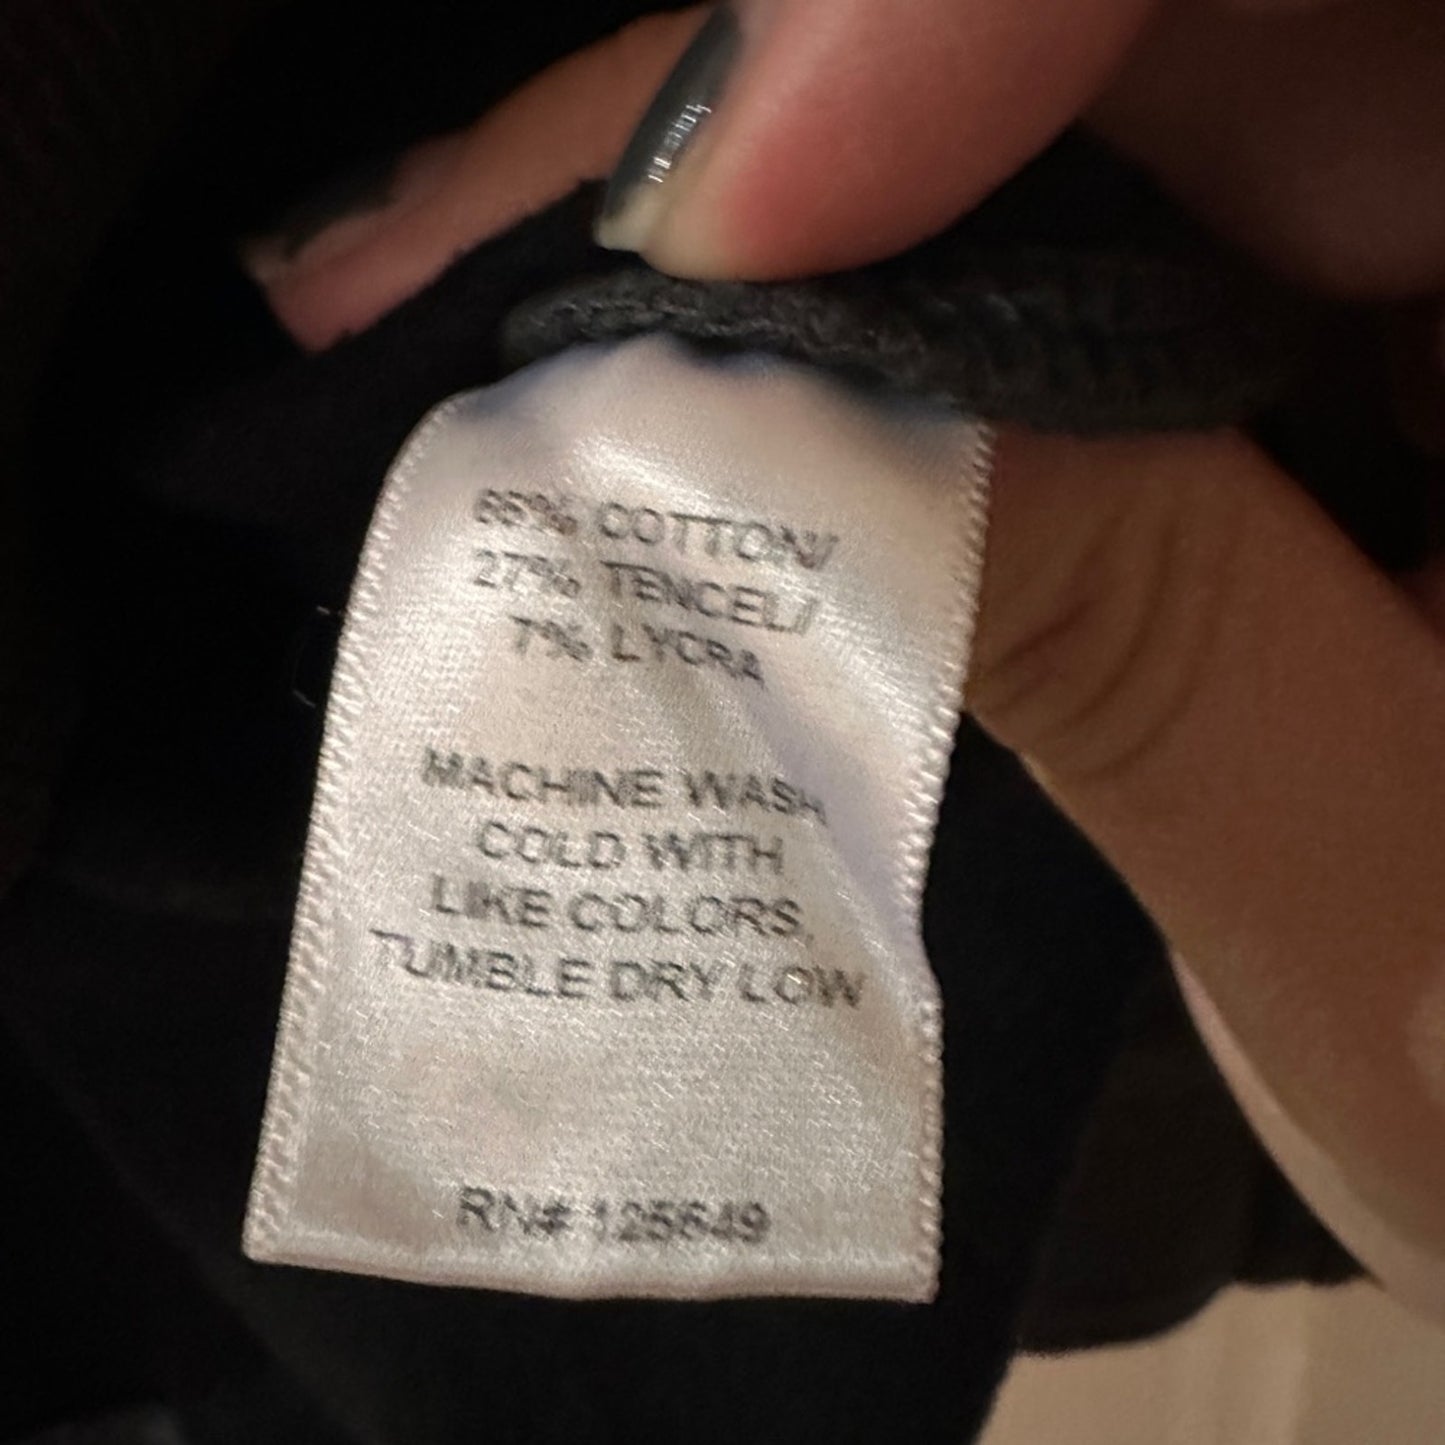 66% COTTON/
27% TENCEL/
7% LYCRA
MACHINE WASH
COLD WITH
LIKE COLORS,
TUMBLE DRY LOW
RN# 125649